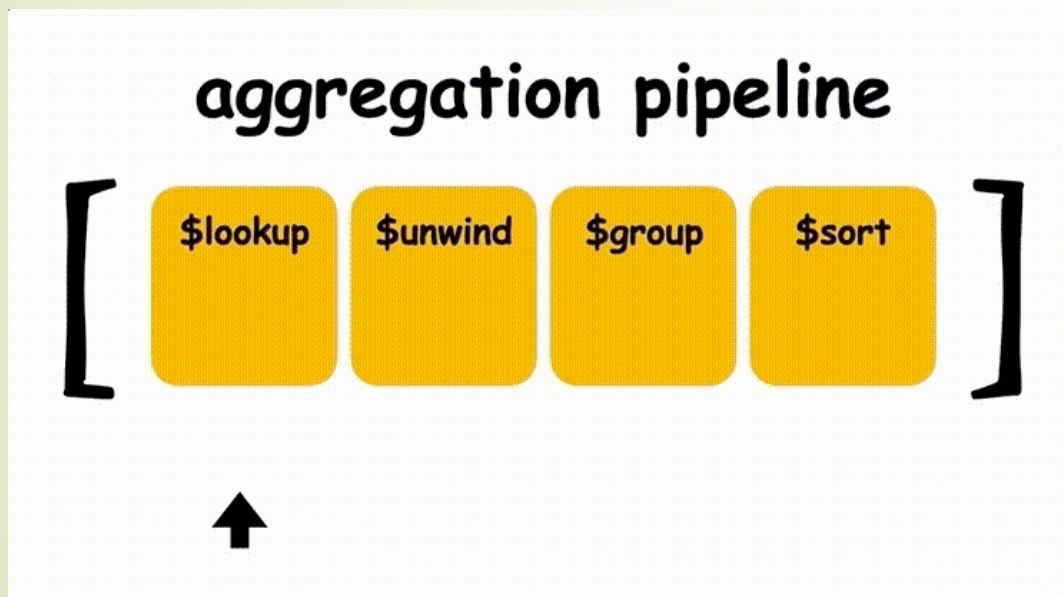 aggregation pipeline
[ $lookup $unwind $group $sort ]